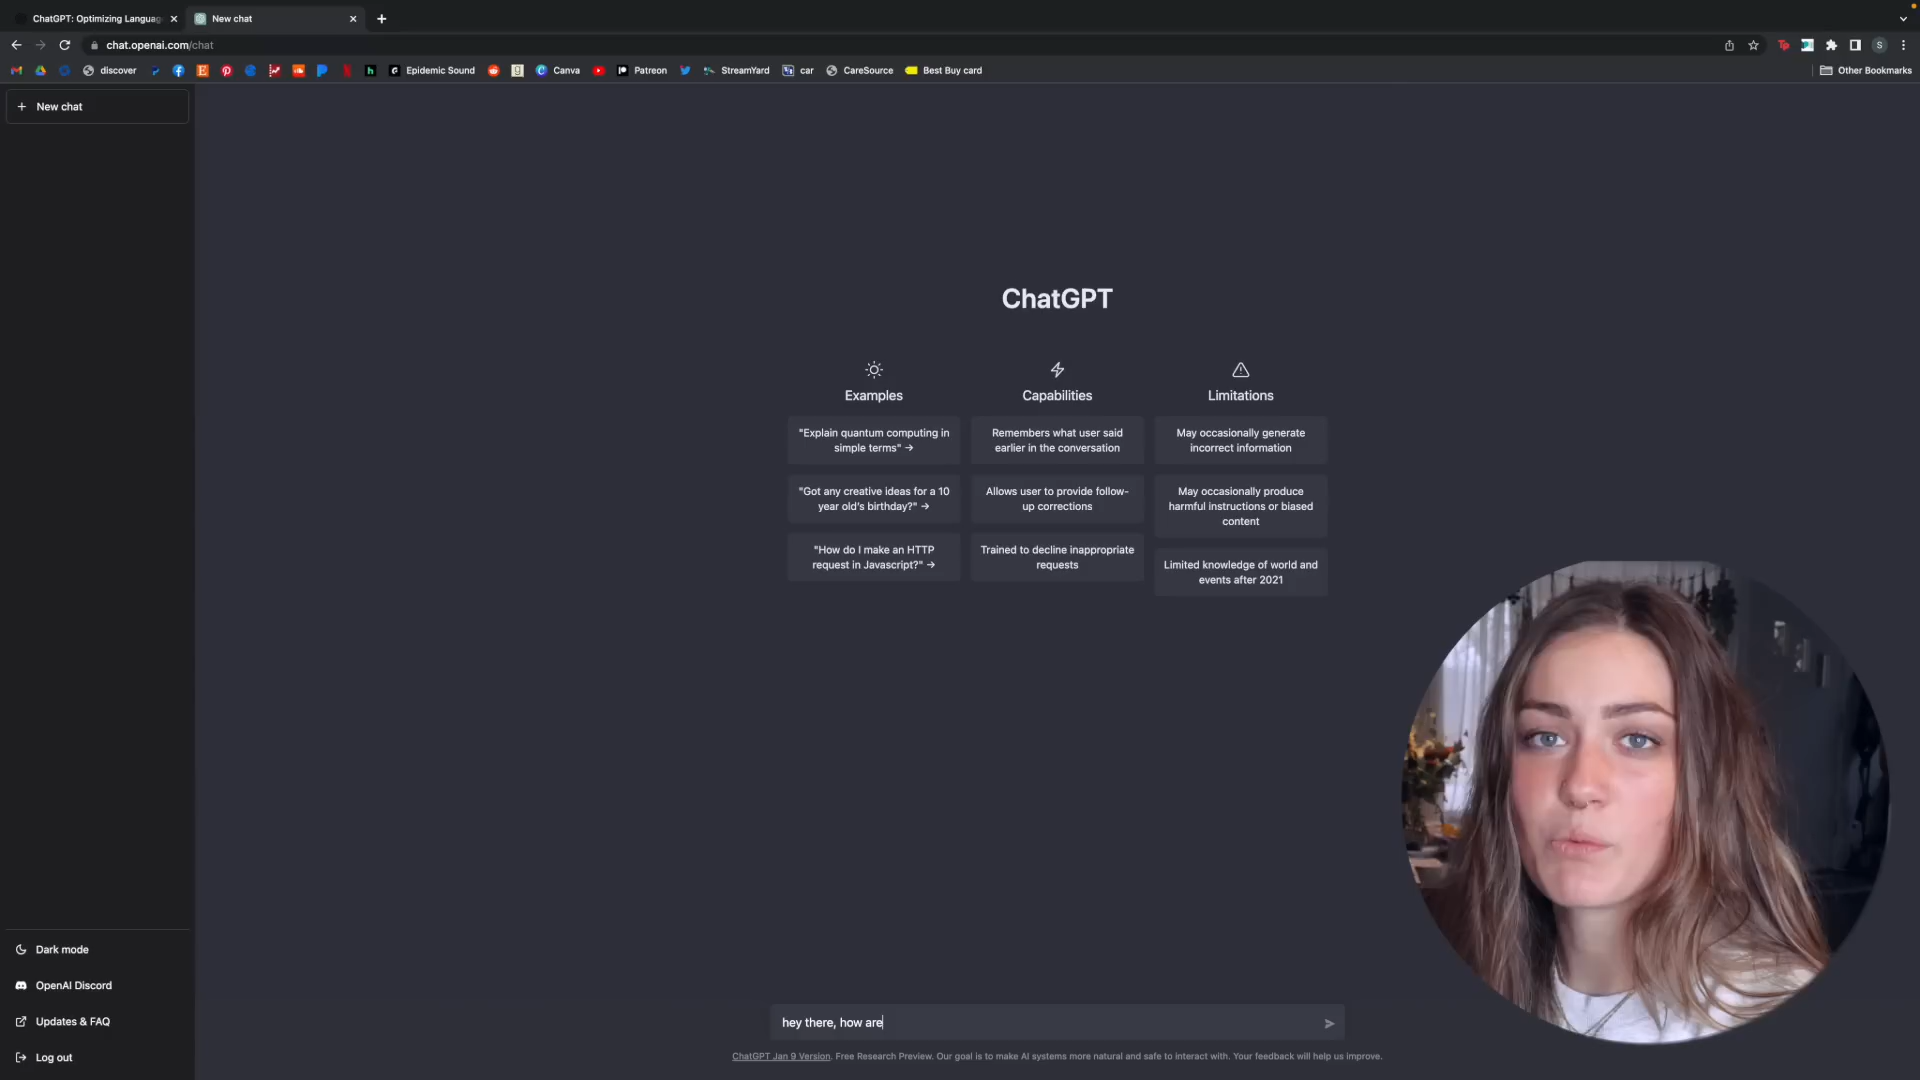 ChatGPT: Optimizing Languag
New chat
chat.openai.com/chat
discover
Epidemic Sound
Canva
Patreon
StreamYard
car
CareSource
Best Buy card
Other Bookmarks
New chat
ChatGPT
Examples
"Explain quantum computing in
simple terms" →
"Got any creative ideas for a 10
year old's birthday?" →
"How do I make an HTTP
request in Javascript?" →
Capabilities
Remembers what user said
earlier in the conversation
Allows user to provide follow-
up corrections
Trained to decline inappropriate
requests
Limitations
May occasionally generate
incorrect information
May occasionally produce
harmful instructions or biased
content
Limited knowledge of world and
events after 2021
Dark mode
OpenAI Discord
Updates & FAQ
Log out
hey there, how are
ChatGPT Jan 9 Version. Free Research Preview. Our goal is to make AI systems more natural and safe to interact with. Your feedback will help us improve.